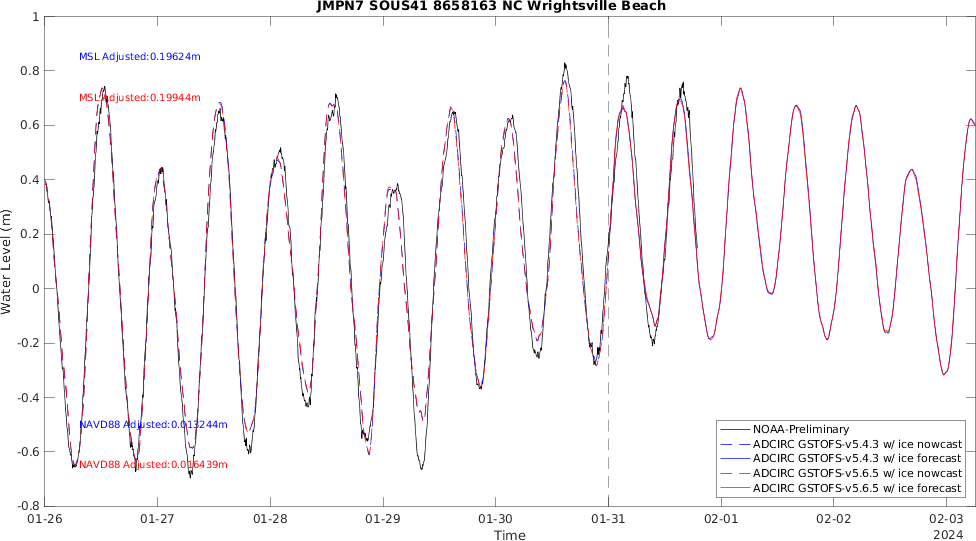 JMPN7 SOUS41 8658163 NC Wrightsville Beach
1
0.8
0.6
0.4
0.2
0
-0.2
-0.4
-0.6
-0.8
Water Level (m)
MSL Adjusted:0.19624m
MSL Adjusted:0.19944m
NAVD88 Adjusted:0.013244m
NAVD88 Adjusted:0.016439m
NOAA-Preliminary
ADCIRC GSTOFS-v5.4.3 w/ ice nowcast
ADCIRC GSTOFS-v5.4.3 w/ ice forecast
ADCIRC GSTOFS-v5.6.5 w/ ice nowcast
ADCIRC GSTOFS-v5.6.5 w/ ice forecast
01-26 01-27 01-28 01-29 01-30 01-31 02-01 02-02 02-03
2024
Time